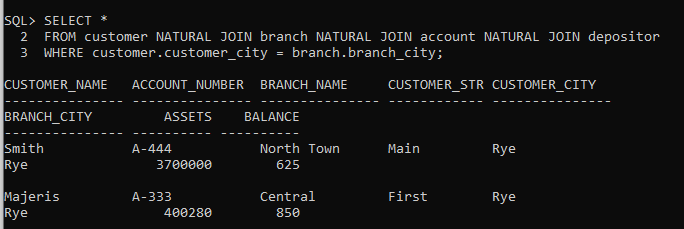 SQL> SELECT *
  2  FROM customer NATURAL JOIN branch NATURAL JOIN account NATURAL JOIN depositor
  3  WHERE customer.customer_city = branch.branch_city;
CUSTOMER_NAME   ACCOUNT_NUMBER  BRANCH_NAME     CUSTOMER_STR CUSTOMER_CITY
--------------- --------------- --------------- ------------ ---------------
BRANCH_CITY         ASSETS    BALANCE
--------------- ---------- ----------
Smith           A-444           North Town      Main         Rye
Rye                3700000        625
Majeris         A-333           Central         First        Rye
Rye                 400280        850